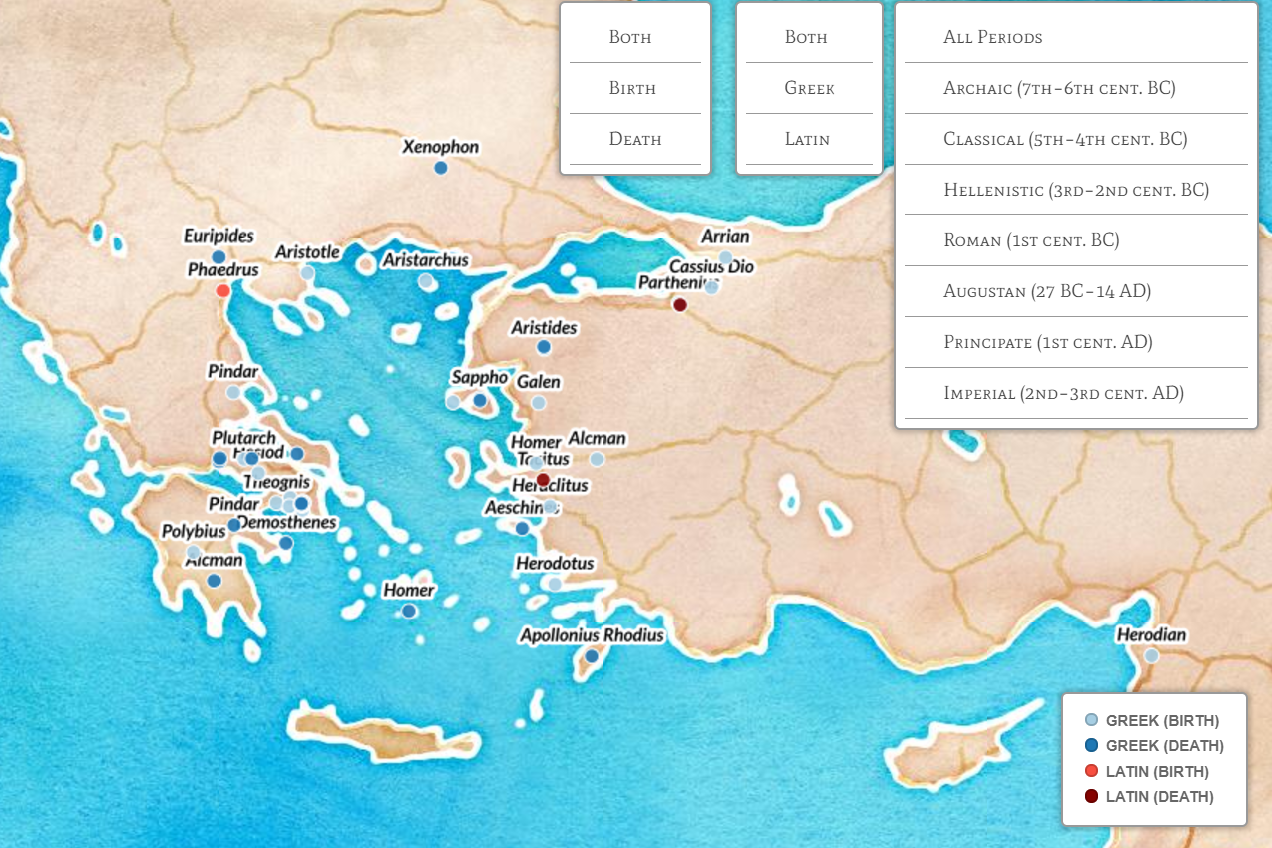 BOTH
BIRTH
DEATH
BOTH
GREEK
LATIN
ALL PERIODS
ARCHAIC (7TH–6TH CENT. BC)
CLASSICAL (5TH–4TH CENT. BC)
HELLENISTIC (3RD–2ND CENT. BC)
ROMAN (1ST CENT. BC)
AUGUSTAN (27 BC–14 AD)
PRINCIPATE (1ST CENT. AD)
IMPERIAL (2ND–3RD CENT. AD)
Xenophon
Euripides
Arrian
Aristotle
Aristarchus
Phaedrus
Cassius Dio
Parthenius
Aristides
Pindar
Sappho
Galen
Plutarch
Homer
Alcman
Hesiod
Tacitus
Theognis
Heraclitus
Pindar
Aeschines
Polybius
Demosthenes
Alcman
Herodotus
Homer
Apollonius Rhodius
Herodian
GREEK (BIRTH)
GREEK (DEATH)
LATIN (BIRTH)
LATIN (DEATH)